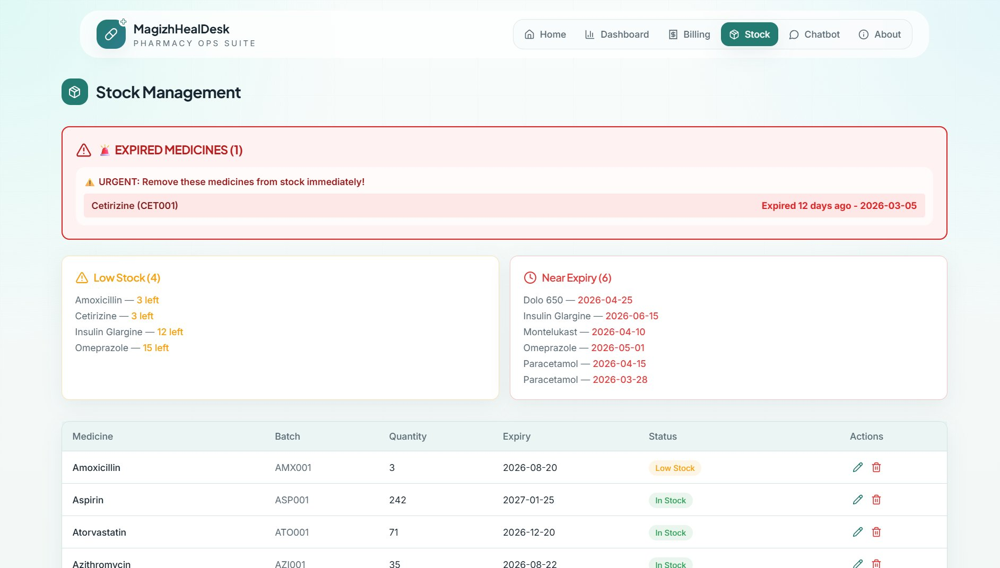 MagizhHealDesk
PHARMACY OPS SUITE
Home Dashboard Billing Stock Chatbot About
Stock Management
🚨 EXPIRED MEDICINES (1)
⚠️ URGENT: Remove these medicines from stock immediately!
Cetirizine (CET001) Expired 12 days ago - 2026-03-05
Low Stock (4)
Amoxicillin — 3 left
Cetirizine — 3 left
Insulin Glargine — 12 left
Omeprazole — 15 left
Near Expiry (6)
Dolo 650 — 2026-04-25
Insulin Glargine — 2026-06-15
Montelukast — 2026-04-10
Omeprazole — 2026-05-01
Paracetamol — 2026-04-15
Paracetamol — 2026-03-28
Medicine Batch Quantity Expiry Status Actions
Amoxicillin AMX001 3 2026-08-20 Low Stock
Aspirin ASP001 242 2027-01-25 In Stock
Atorvastatin ATO001 71 2026-12-20 In Stock
Azithromycin AZI001 35 2026-08-22 In Stock